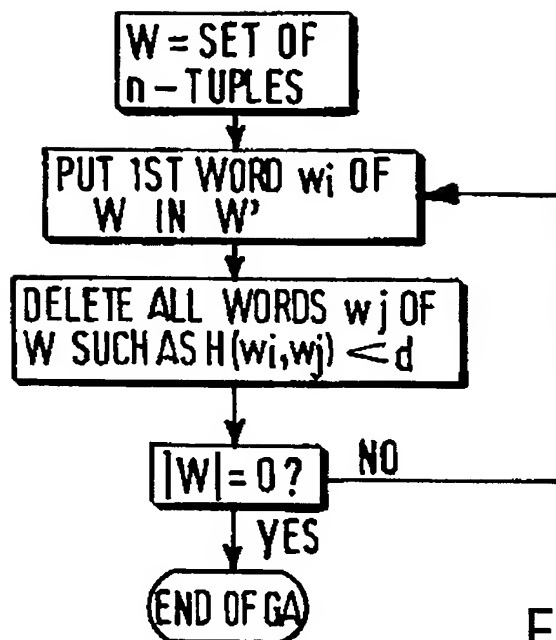 W = SET OF
n-TUPLES
PUT 1ST WORD wi OF
W IN W'
DELETE ALL WORDS wj OF
W SUCH AS H(wi,wj) < d
|W| = 0 ?
NO
YES
END OF GA
F